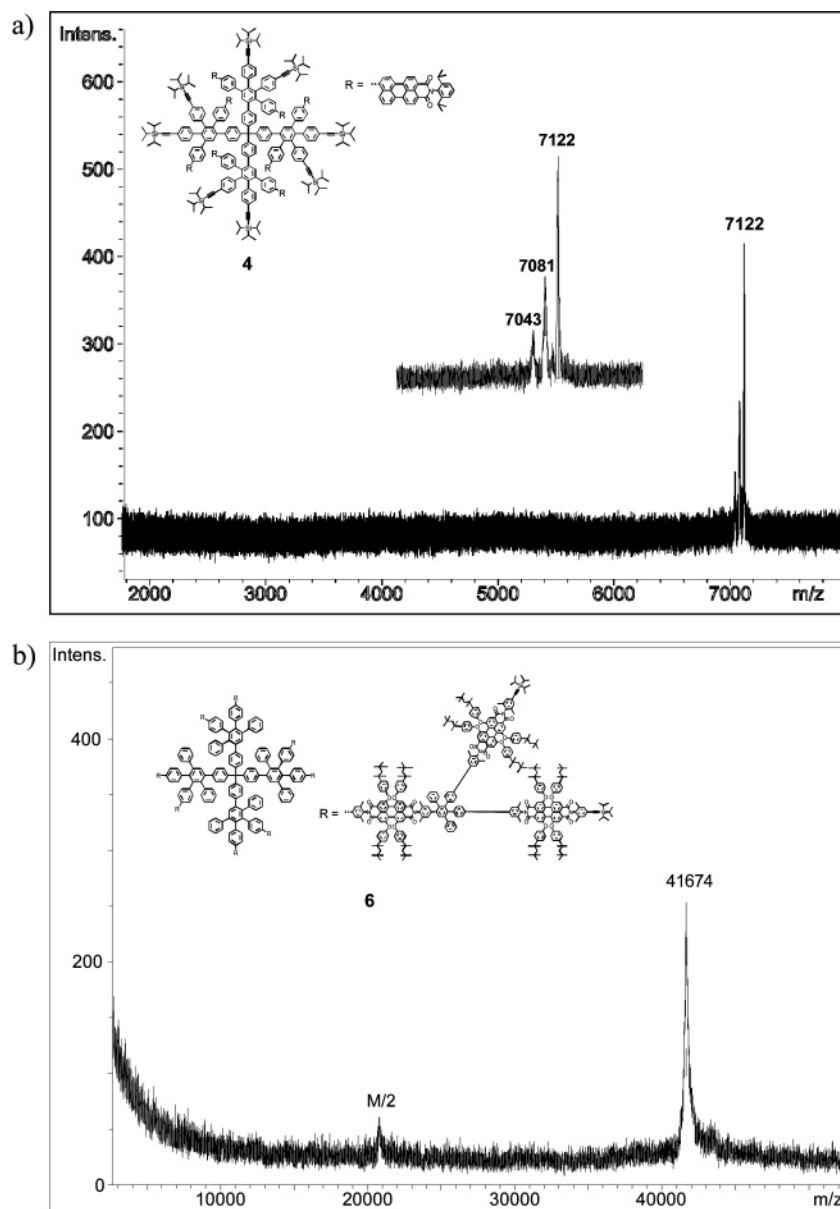 a)
Intens.
600
500
400
300
200
100
R =
R
R
R
R
R
R
R
R
4
7122
7081
7043
7122
2000 3000 4000 5000 6000 7000 m/z
b)
Intens.
400
200
0
R
R
R
R
R
R
R
R
R =
6
41674
M/2
10000 20000 30000 40000 m/z